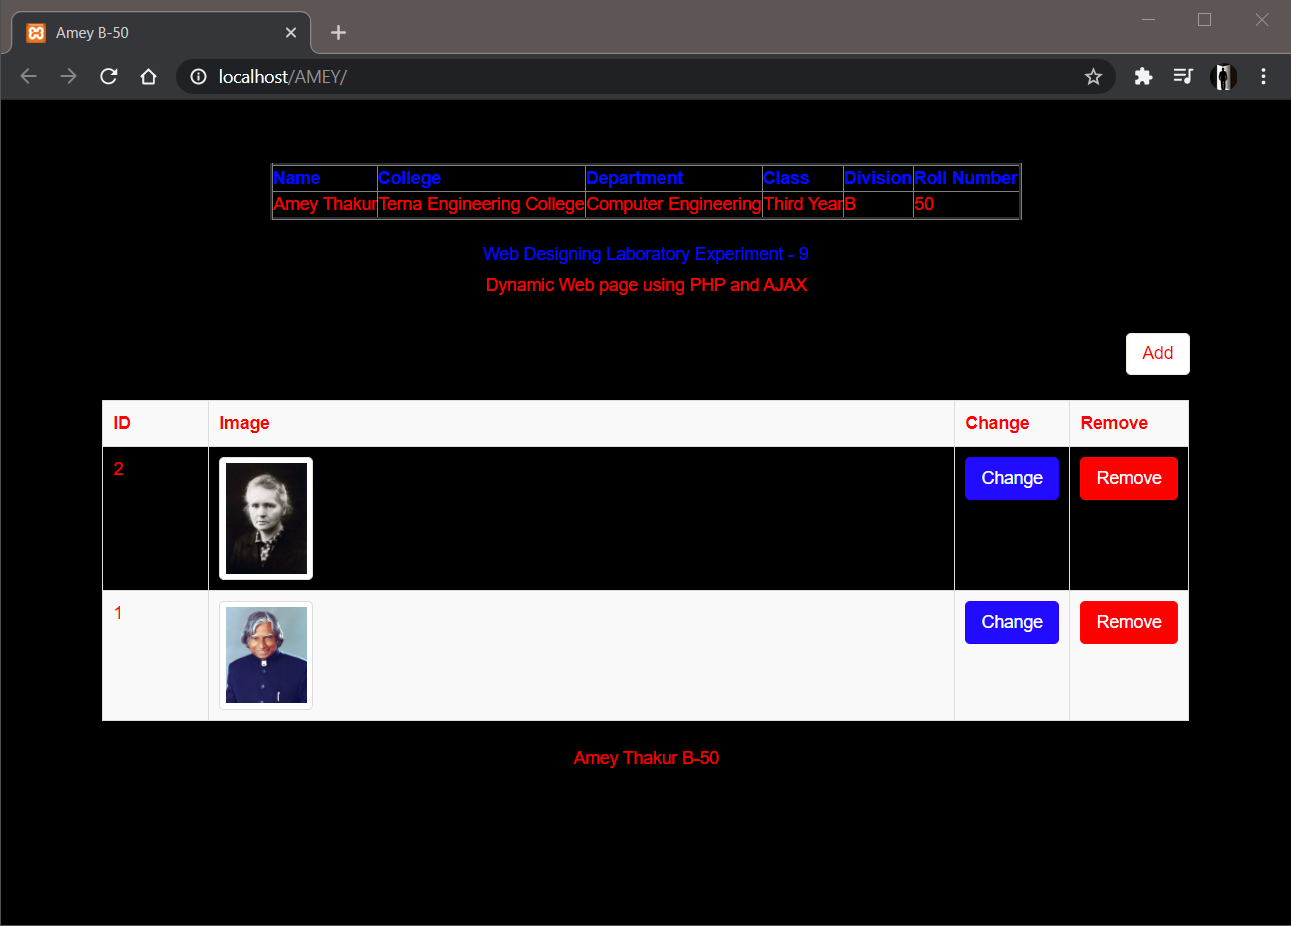 Amey B-50
localhost/AMEY/
Name College Department Class Division Roll Number
Amey Thakur Terna Engineering College Computer Engineering Third Year B 50
Web Designing Laboratory Experiment - 9
Dynamic Web page using PHP and AJAX
Add
ID Image Change Remove
2 Change Remove
1 Change Remove
Amey Thakur B-50